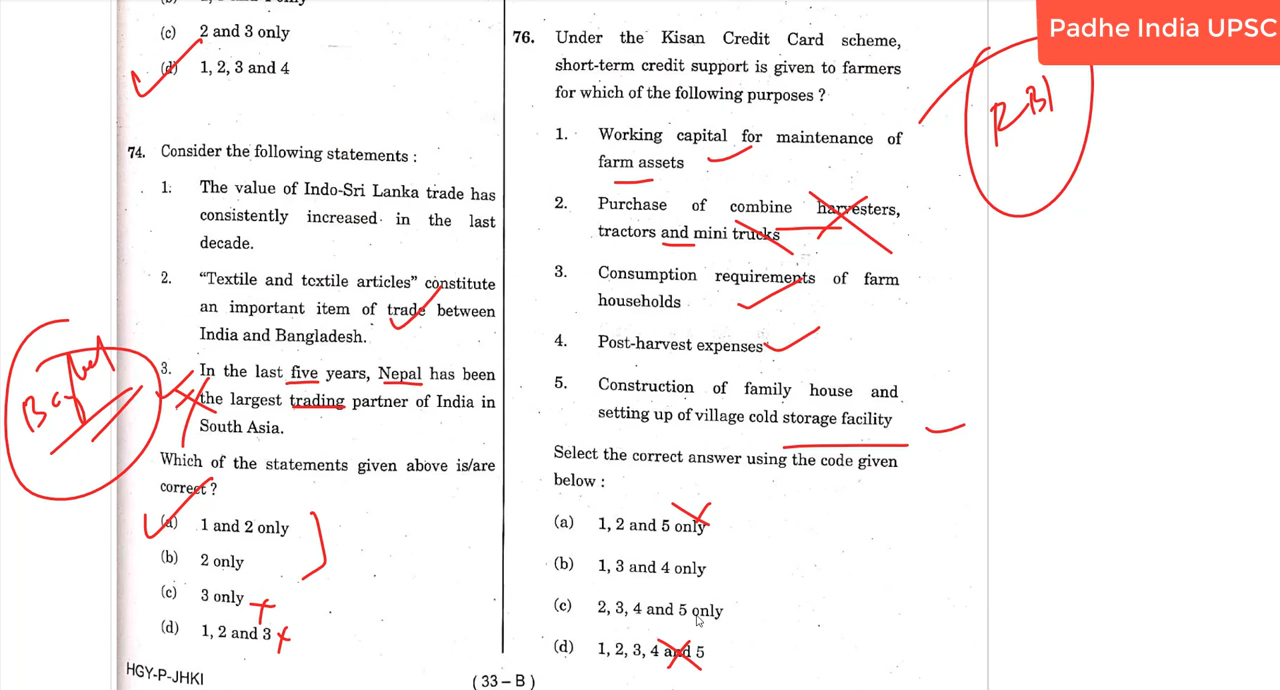 (c) 2 and 3 only
(d) 1, 2, 3 and 4
74. Consider the following statements :
1. The value of Indo-Sri Lanka trade has
consistently increased in the last
decade.
2. “Textile and textile articles” constitute
an important item of trade between
India and Bangladesh.
3. In the last five years, Nepal has been
the largest trading partner of India in
South Asia.
Which of the statements given above is/are
correct ?
(a) 1 and 2 only
(b) 2 only
(c) 3 only
(d) 1, 2 and 3
HGY-P-JHKI
76. Under the Kisan Credit Card scheme,
short-term credit support is given to farmers
for which of the following purposes ?
1. Working capital for maintenance of
farm assets
2. Purchase of combine harvesters,
tractors and mini trucks
3. Consumption requirements of farm
households
4. Post-harvest expenses
5. Construction of family house and
setting up of village cold storage facility
Select the correct answer using the code given
below :
(a) 1, 2 and 5 only
(b) 1, 3 and 4 only
(c) 2, 3, 4 and 5 only
(d) 1, 2, 3, 4 and 5
(33 – B)
Padhe India UPSC
RBI